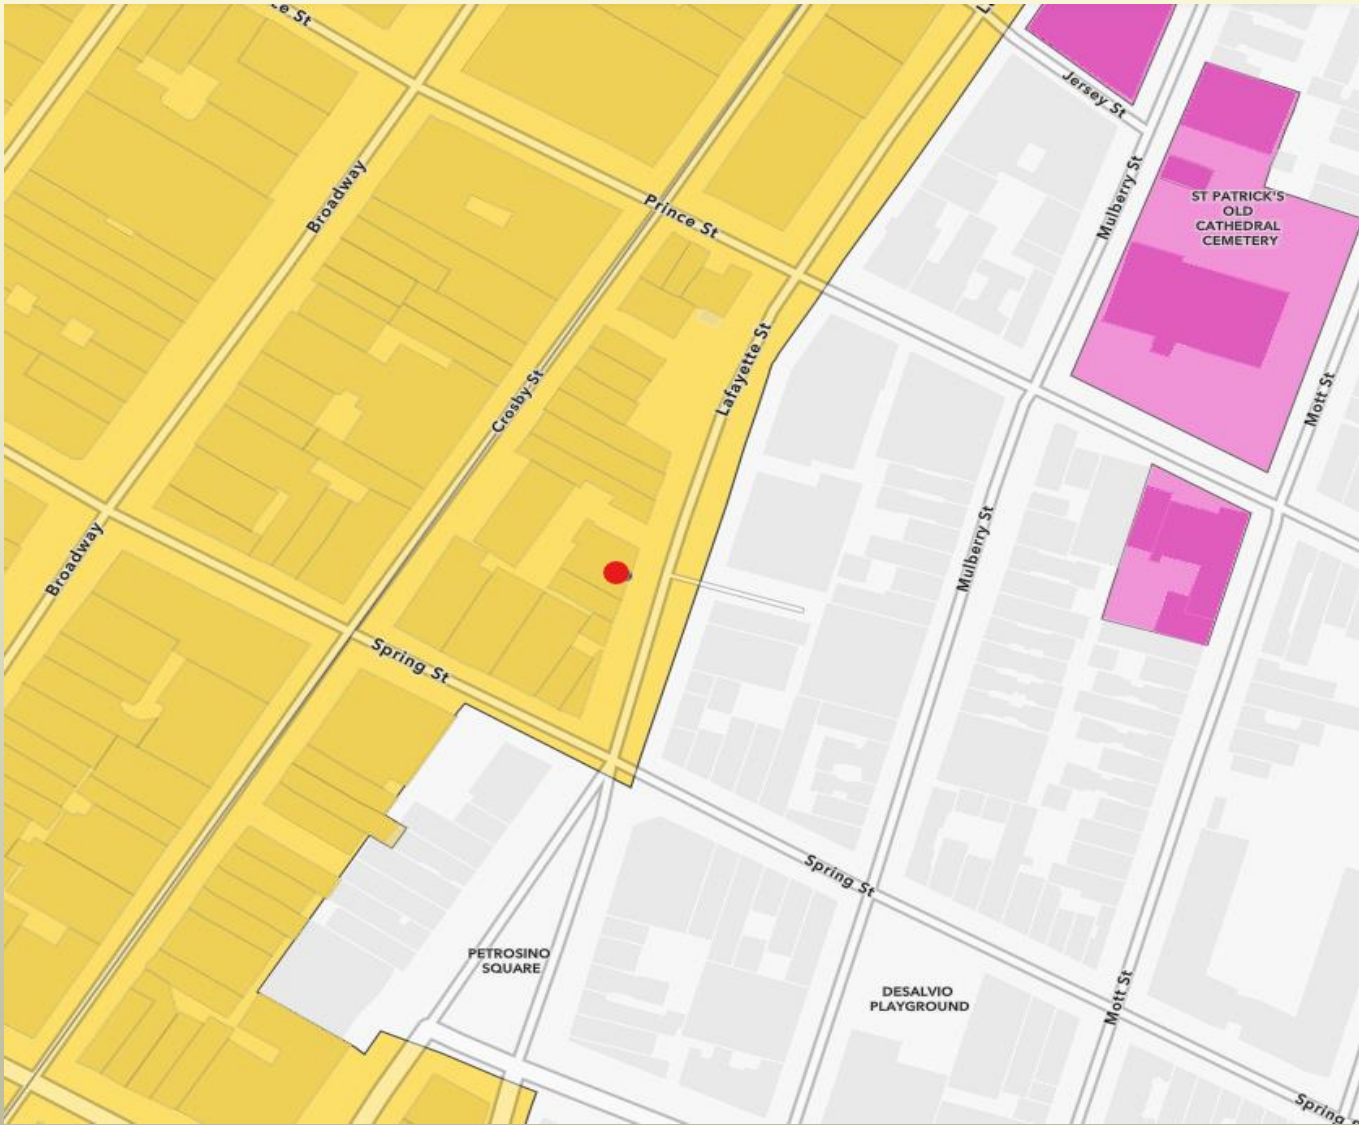 Jersey St
Mulberry St
Broadway
Prince St
ST PATRICK'S
OLD
CATHEDRAL
CEMETERY
Lafayette St
Crosby St
Mott St
Broadway
Mulberry St
Spring St
Spring St
PETROSINO
SQUARE
DESALVIO
PLAYGROUND
Mott St
Spring